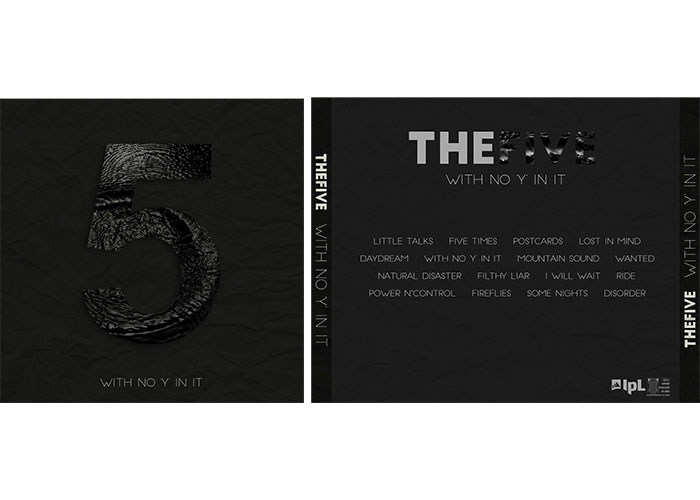 5
WITH NO 'Y' IN IT
THEFIVE WITH NO 'Y' IN IT
THEFIVE
WITH NO 'Y' IN IT
LITTLE TALKS FIVE TIMES POSTCARDS LOST IN MIND
DAYDREAM WITH NO Y IN IT MOUNTAIN SOUND WANTED
NATURAL DISASTER FILTHY LIAR I WILL WAIT RIDE
POWER N'CONTROL FIREFLIES SOME NIGHTS DISORDER
lpL
THEFIVE WITH NO 'Y' IN IT